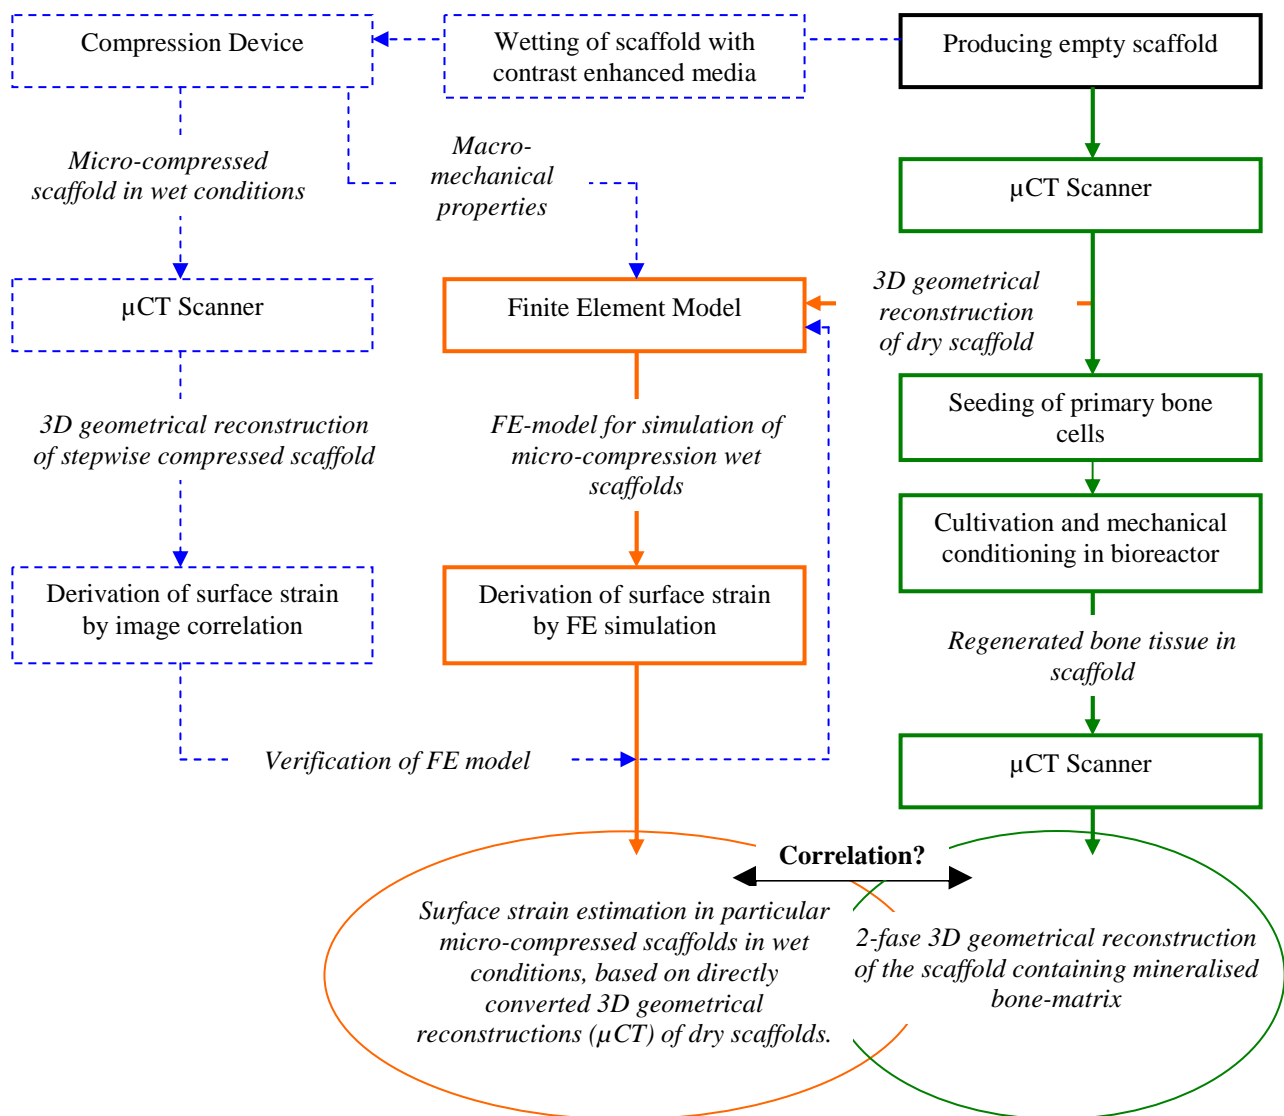 Compression Device
Wetting of scaffold with
contrast enhanced media
Producing empty scaffold
Micro-compressed
scaffold in wet conditions
Macro-
mechanical
properties
µCT Scanner
µCT Scanner
Finite Element Model
3D geometrical
reconstruction
of dry scaffold
Seeding of primary bone
cells
3D geometrical reconstruction
of stepwise compressed scaffold
FE-model for simulation of
micro-compression wet
scaffolds
Cultivation and mechanical
conditioning in bioreactor
Derivation of surface strain
by image correlation
Derivation of surface strain
by FE simulation
Regenerated bone tissue in
scaffold
Verification of FE model
µCT Scanner
Correlation?
Surface strain estimation in particular
micro-compressed scaffolds in wet
conditions, based on directly
converted 3D geometrical
reconstructions (µCT) of dry scaffolds.
2-fase 3D geometrical reconstruction
of the scaffold containing mineralised
bone-matrix